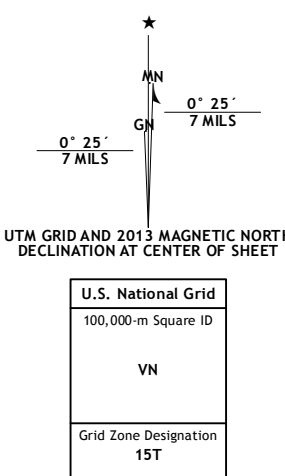 ★
MN
0° 25´
7 MILS
GN
0° 25´
7 MILS
UTM GRID AND 2013 MAGNETIC NORTH
DECLINATION AT CENTER OF SHEET
U.S. National Grid
100,000-m Square ID
VN
Grid Zone Designation
15T